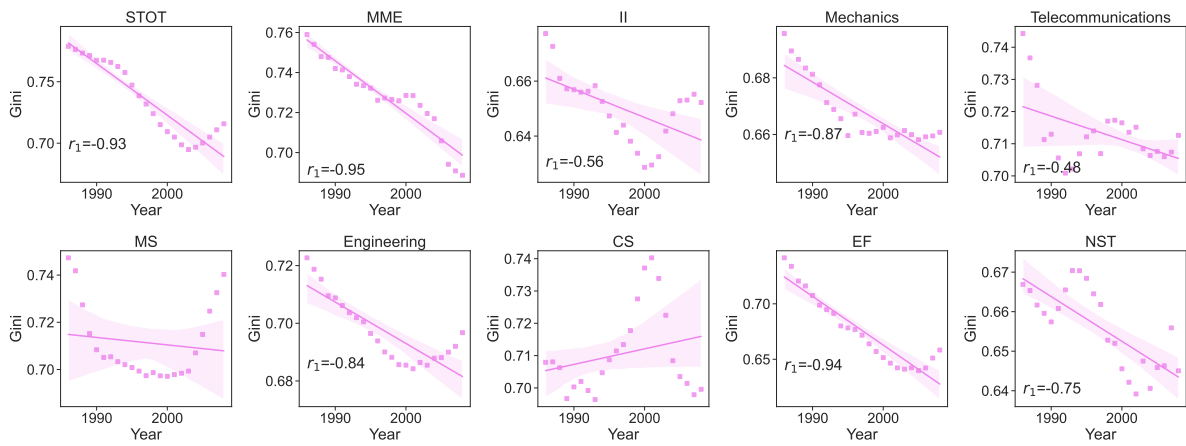 STOT
Gini
0.75
0.70
r1=-0.93
1990
2000
Year
MME
Gini
0.76
0.74
0.72
0.70
r1=-0.95
1990
2000
Year
II
Gini
0.66
0.64
r1=-0.56
1990
2000
Year
Mechanics
Gini
0.68
0.66
r1=-0.87
1990
2000
Year
Telecommunications
Gini
0.74
0.73
0.72
0.71
0.70
r1=-0.48
1990
2000
Year
MS
Gini
0.74
0.72
0.70
1990
2000
Year
Engineering
Gini
0.72
0.70
0.68
r1=-0.84
1990
2000
Year
CS
Gini
0.74
0.73
0.72
0.71
0.70
1990
2000
Year
EF
Gini
0.70
0.65
r1=-0.94
1990
2000
Year
NST
Gini
0.67
0.66
0.65
0.64
r1=-0.75
1990
2000
Year